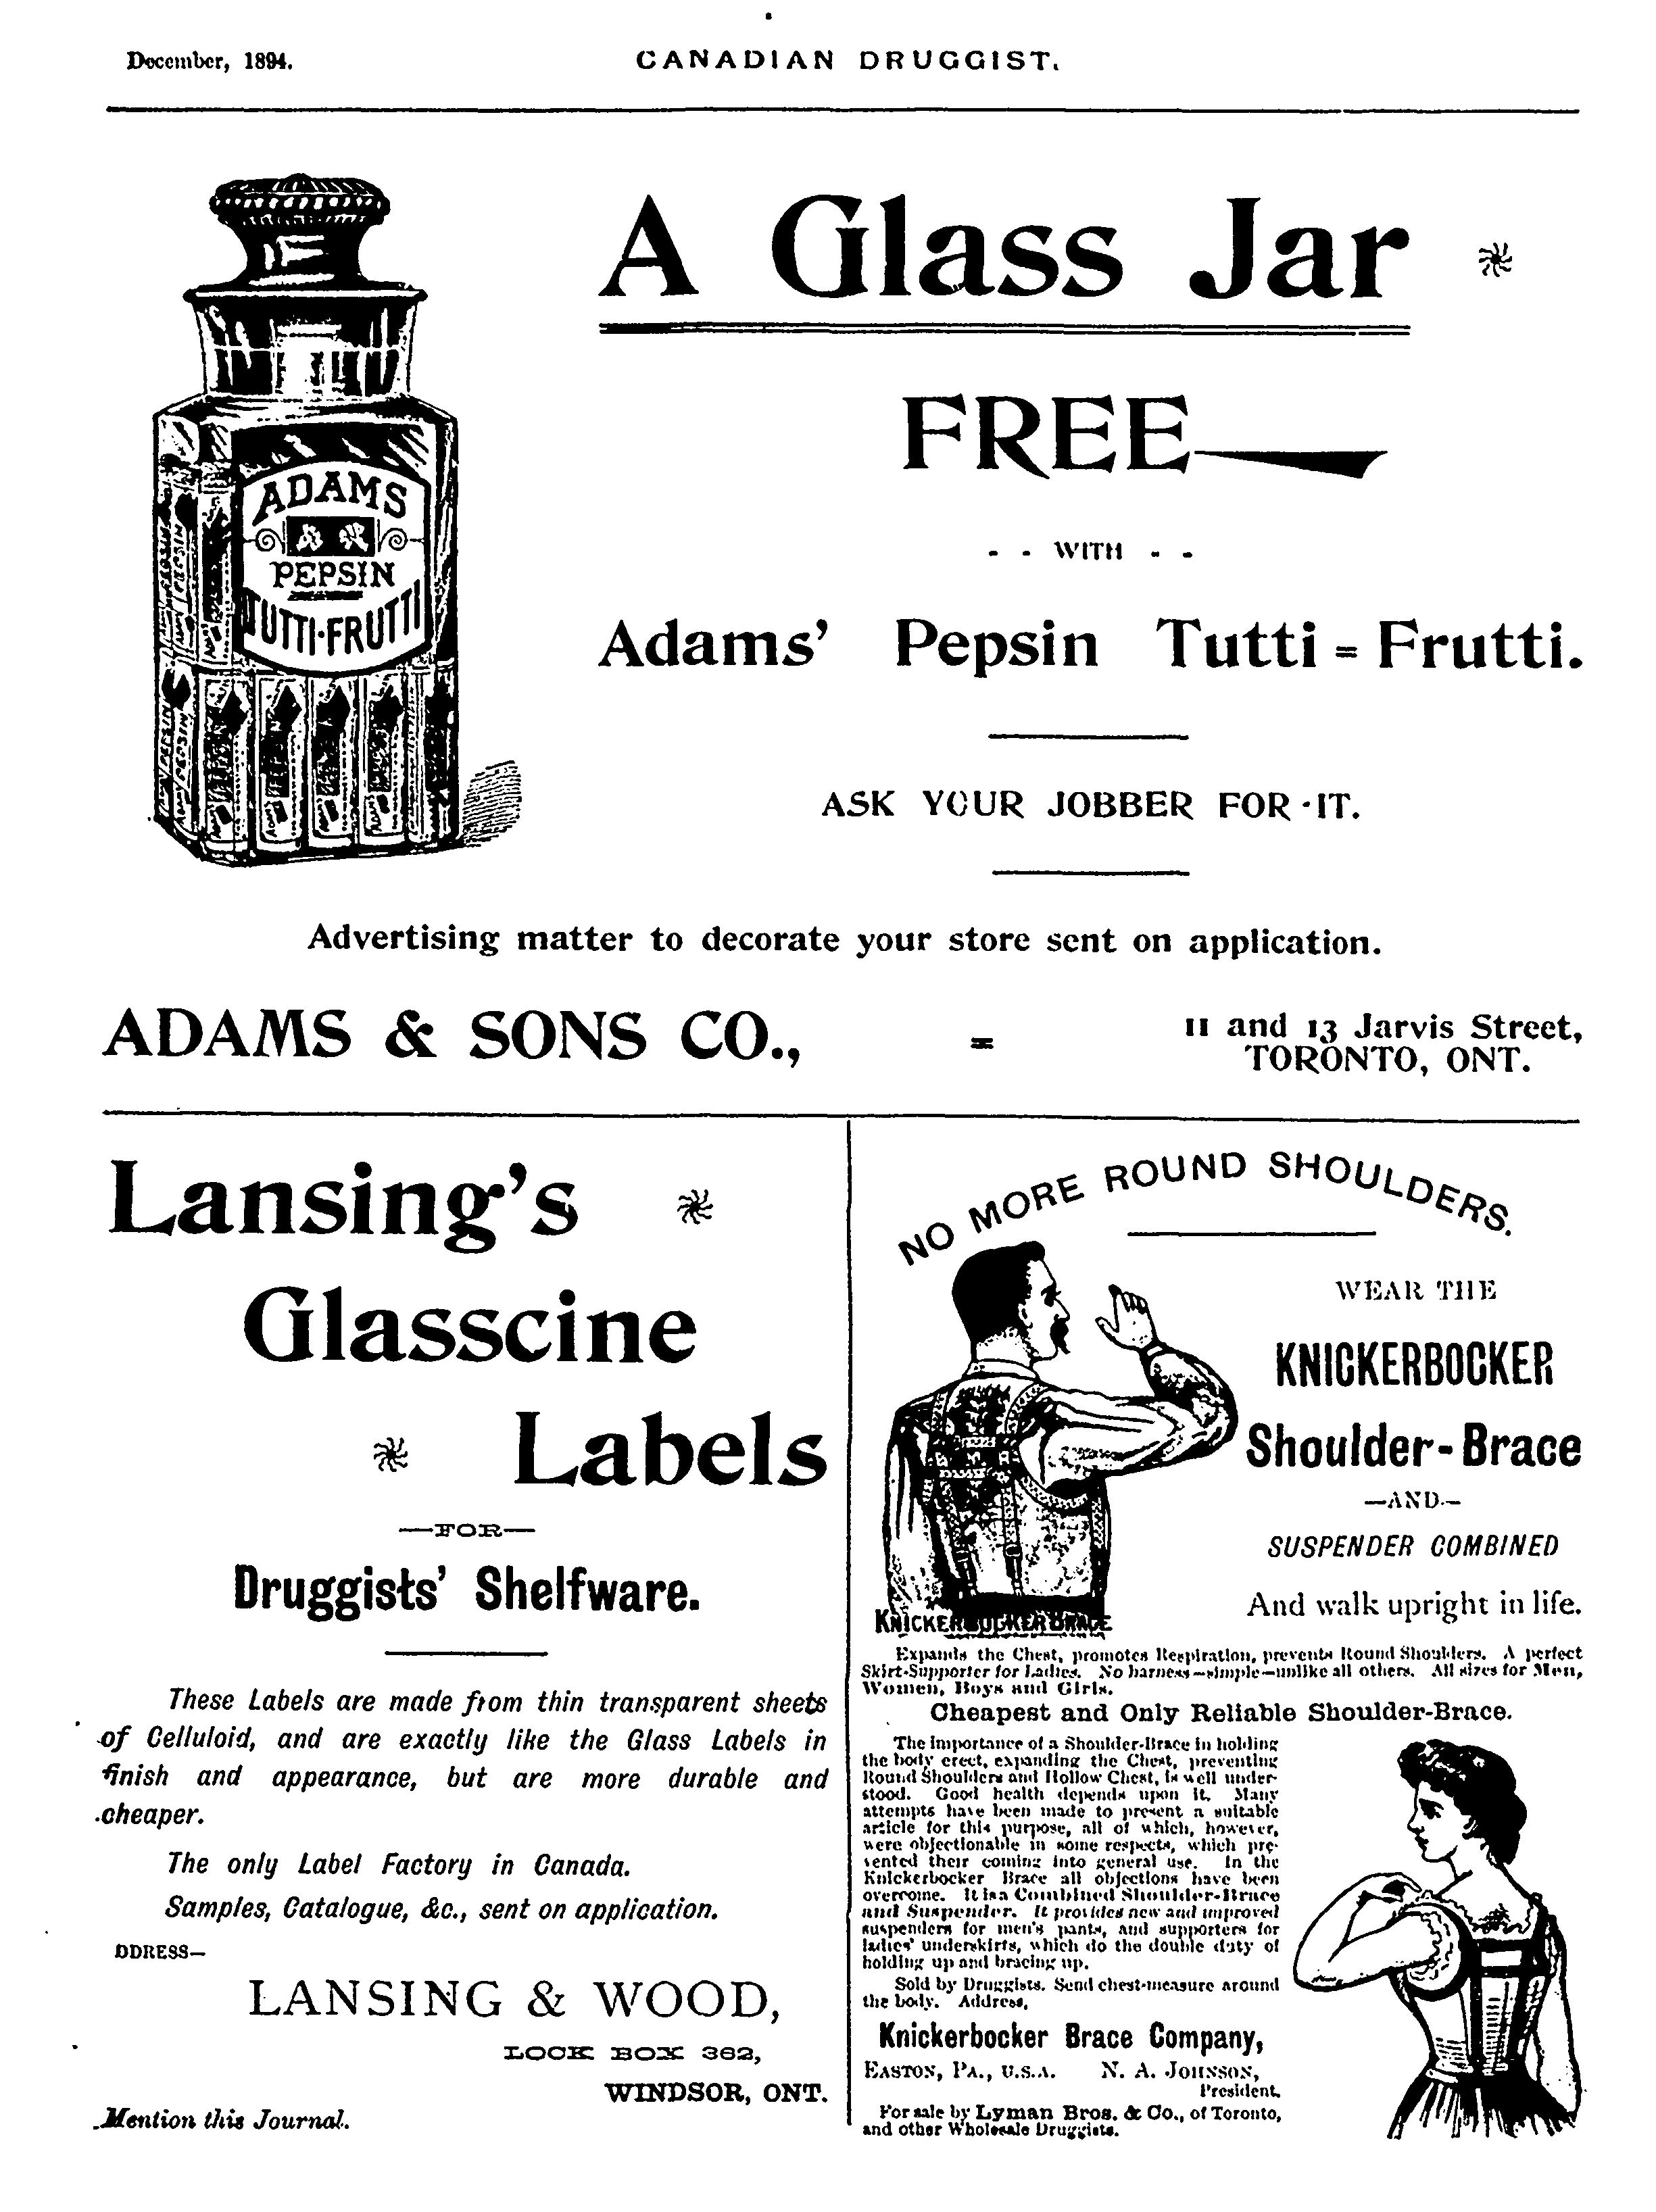 December, 1894.
CANADIAN DRUGGIST.
A Glass Jar
FREE
- - WITH - -
Adams' Pepsin Tutti=Frutti.
ADAMS
PEPSIN
TUTTI-FRUTTI
ASK YOUR JOBBER FOR IT.
Advertising matter to decorate your store sent on application.
ADAMS & SONS CO., =
11 and 13 Jarvis Street,
TORONTO, ONT.
Lansing's
Glasscine
Labels
—FOR—
Druggists' Shelfware.
These Labels are made from thin transparent sheets
of Celluloid, and are exactly like the Glass Labels in
finish and appearance, but are more durable and
cheaper.
The only Label Factory in Canada.
Samples, Catalogue, &c., sent on application.
DDRESS—
LANSING & WOOD,
LOCK BOX 362,
WINDSOR, ONT.
Mention this Journal.
NO MORE ROUND SHOULDERS.
WEAR THE
KNICKERBOCKER
Shoulder-Brace
—AND—
SUSPENDER COMBINED
And walk upright in life.
KNICKERBOCKER BRACE
Expands the Chest, promotes Respiration, prevents Round Shoulders. A perfect
Skirt-Supporter for Ladies. No harness—simple—unlike all others. All sizes for Men,
Women, Boys and Girls.
Cheapest and Only Reliable Shoulder-Brace.
The importance of a Shoulder-Brace in holding
the body erect, expanding the Chest, preventing
Round Shoulders and Hollow Chest, is well under-
stood. Good health depends upon it. Many
attempts have been made to present a suitable
article for this purpose, all of which, however,
were objectionable in some respects, which pre-
vented their coming into general use. In the
Knickerbocker Brace all objections have been
overcome. It is a Combined Shoulder-Brace
and Suspender. It provides new and improved
suspenders for men's pants, and supporters for
ladies' underskirts, which do the double duty of
holding up and bracing up.
Sold by Druggists. Send chest-measure around
the body. Address,
Knickerbocker Brace Company,
EASTON, PA., U.S.A. N. A. JOHNSON,
President.
For sale by Lyman Bros. & Co., of Toronto,
and other Wholesale Druggists.